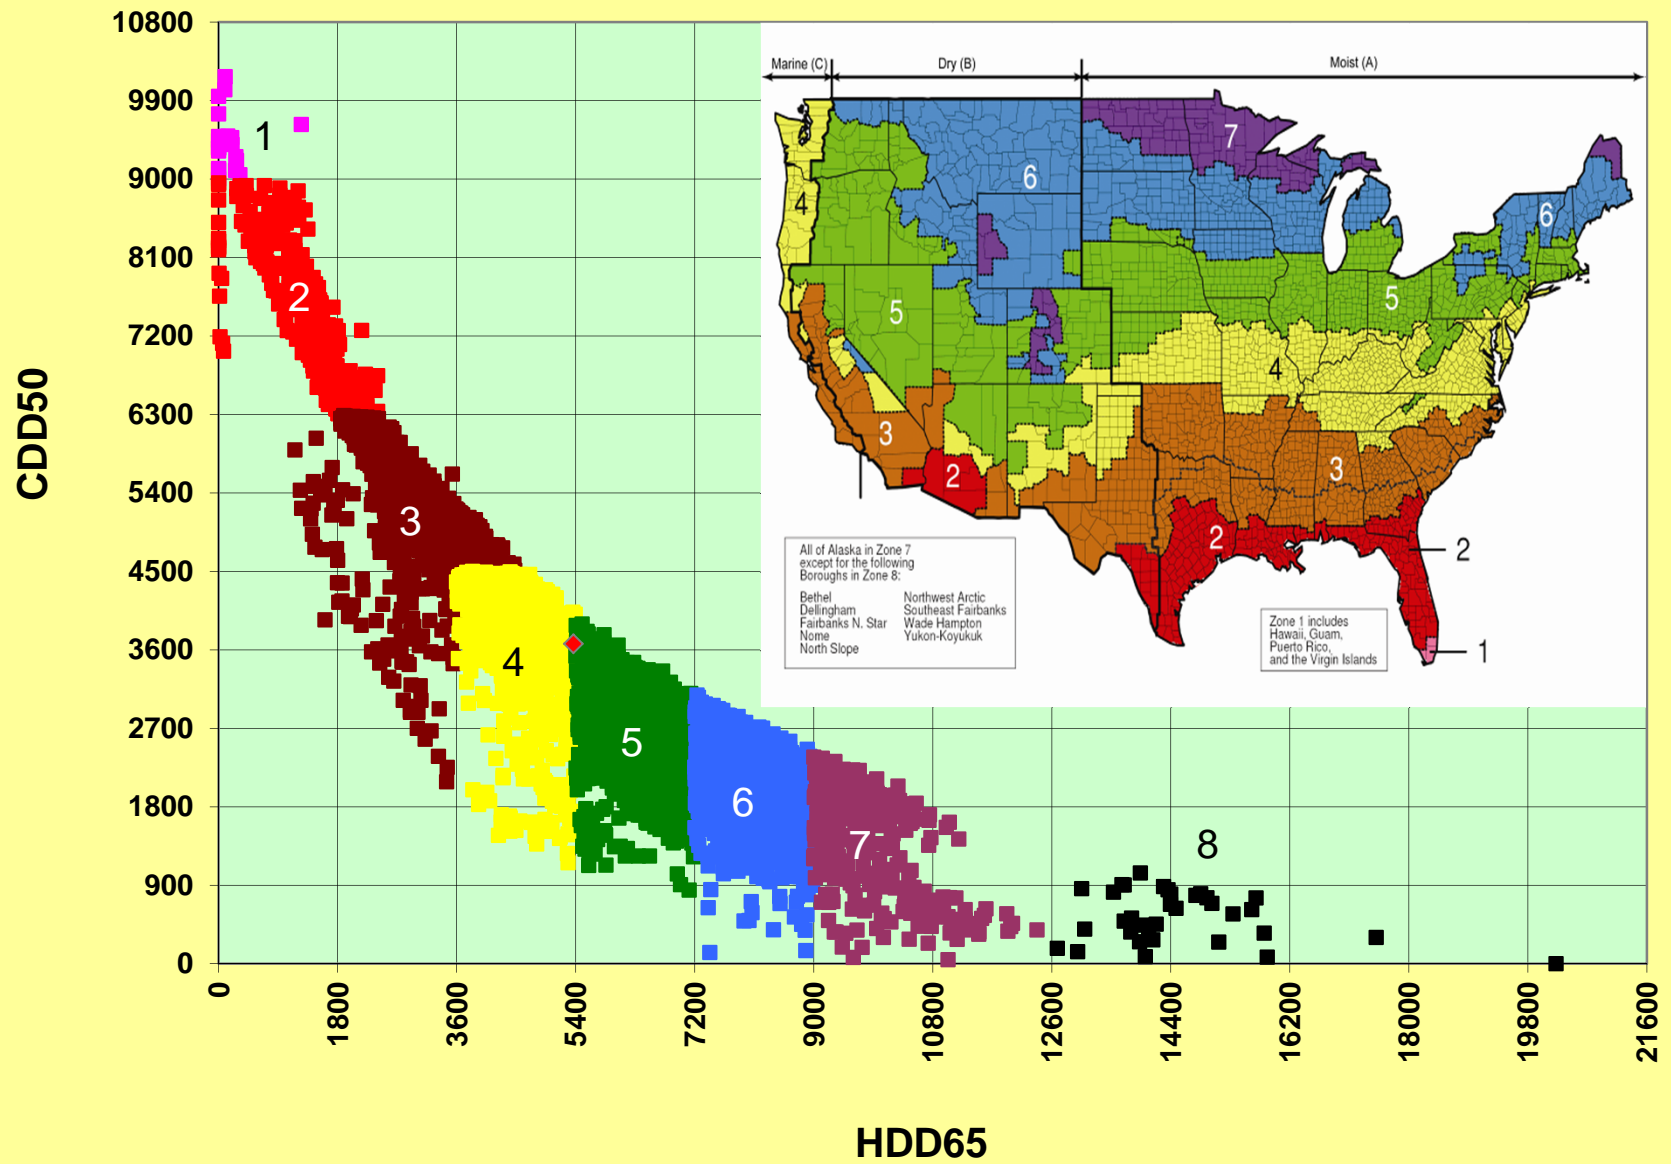 10800
9900
9000
8100
7200
6300
5400
4500
3600
2700
1800
900
0
CDD50
1
2
3
4
5
6
7
8
0
1800
3600
5400
7200
9000
10800
12600
14400
16200
18000
19800
21600
HDD65
Marine (C)
Dry (B)
Moist (A)
7
6
4
6
5
5
4
3
3
2
2
2
1
All of Alaska in Zone 7
except for the following
Boroughs in Zone 8:
Bethel
Dellingham
Fairbanks N. Star
Nome
North Slope
Northwest Arctic
Southeast Fairbanks
Wade Hampton
Yukon-Koyukuk
Zone 1 includes
Hawaii, Guam,
Puerto Rico,
and the Virgin Islands